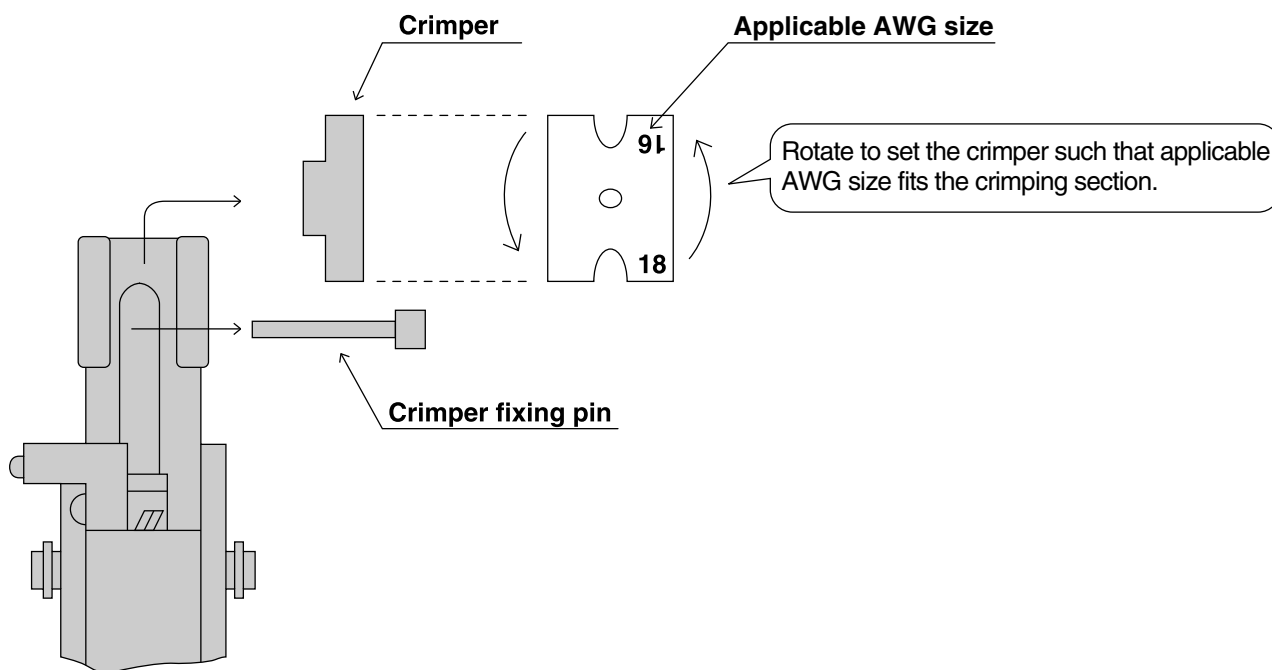 Crimper
Applicable AWG size
16
Rotate to set the crimper such that applicable
AWG size fits the crimping section.
18
Crimper fixing pin